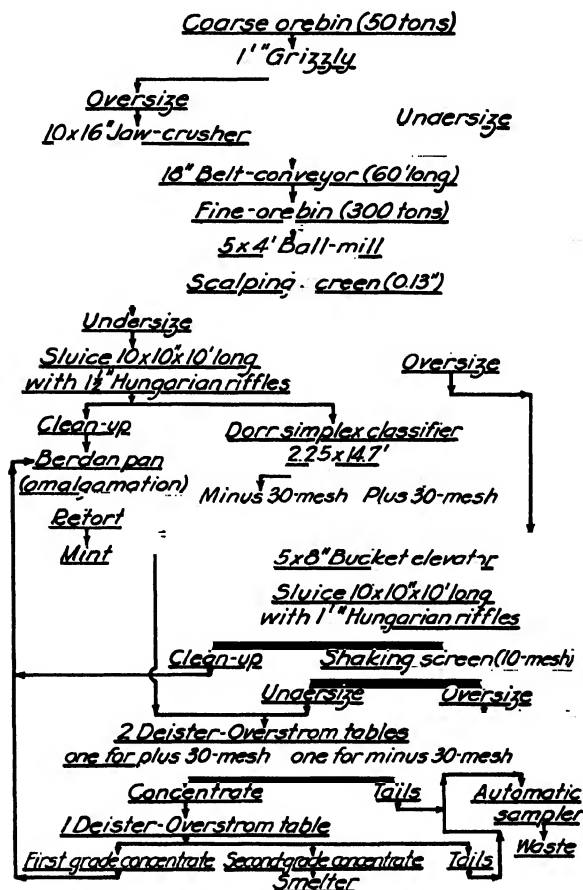 Coarse orebin (50 tons)
1'" Grizzly
Oversize
Undersize
10x16" Jaw-crusher
18" Belt-conveyor (60' long)
Fine-orebin (300 tons)
5x4' Ball-mill
Scalping creen (0.13")
Undersize
Sluice 10x10"x10' long
with 1½" Hungarian riffles
Oversize
Clean-up
Dorr simplex classifier
2.25x14.7'
Berdan pan
(amalgamation)
Minus 30-mesh Plus 30-mesh
Retort
Mint
5x8" Bucket elevator
Sluice 10x10"x10' long
with 1'" Hungarian riffles
Clean-up
Shaking screen (10-mesh)
Undersize
Oversize
2 Deister-Overstrom tables
one for plus 30-mesh one for minus 30-mesh
Concentrate
Tails
Automatic
sampler
Waste
1 Deister-Overstrom table
First grade concentrate
Second grade concentrate
Tails
Smelter